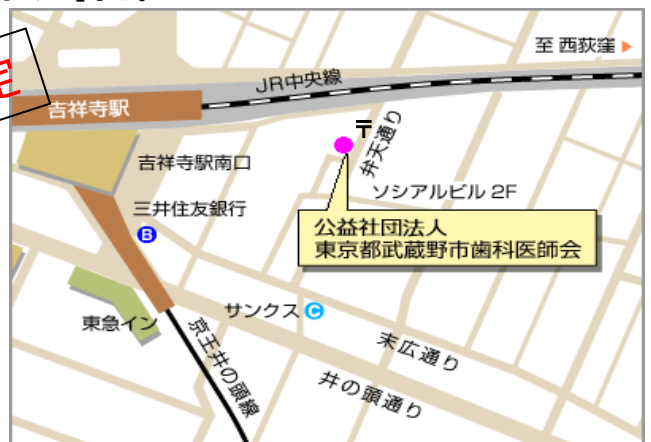 至 西荻窪
JR中央線
吉祥寺駅
〒
弁天通り
吉祥寺駅南口
ソシアルビル 2F
三井住友銀行
B
公益社団法人
東京都武蔵野市歯科医師会
サンクス C
東急イン
京王井の頭線
末広通り
井の頭通り